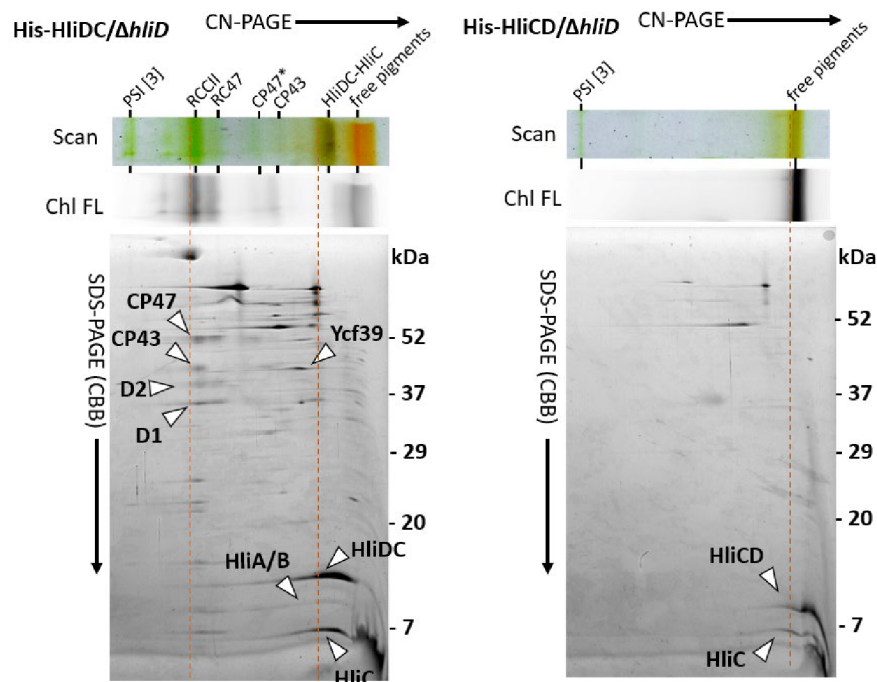 His-HliDC/ΔhliD
CN-PAGE
PSI [3]
RCCII
RC47
CP47*
CP43
HliDC-HliC
free pigments
Scan
Chl FL
kDa
SDS-PAGE (CBB)
CP47
CP43
D2
D1
Ycf39
- 52
- 37
- 29
- 20
HliDC
HliA/B
- 7
HliC
His-HliCD/ΔhliD
CN-PAGE
PSI [3]
free pigments
Scan
Chl FL
kDa
SDS-PAGE (CBB)
- 52
- 37
- 29
- 20
HliCD
- 7
HliC